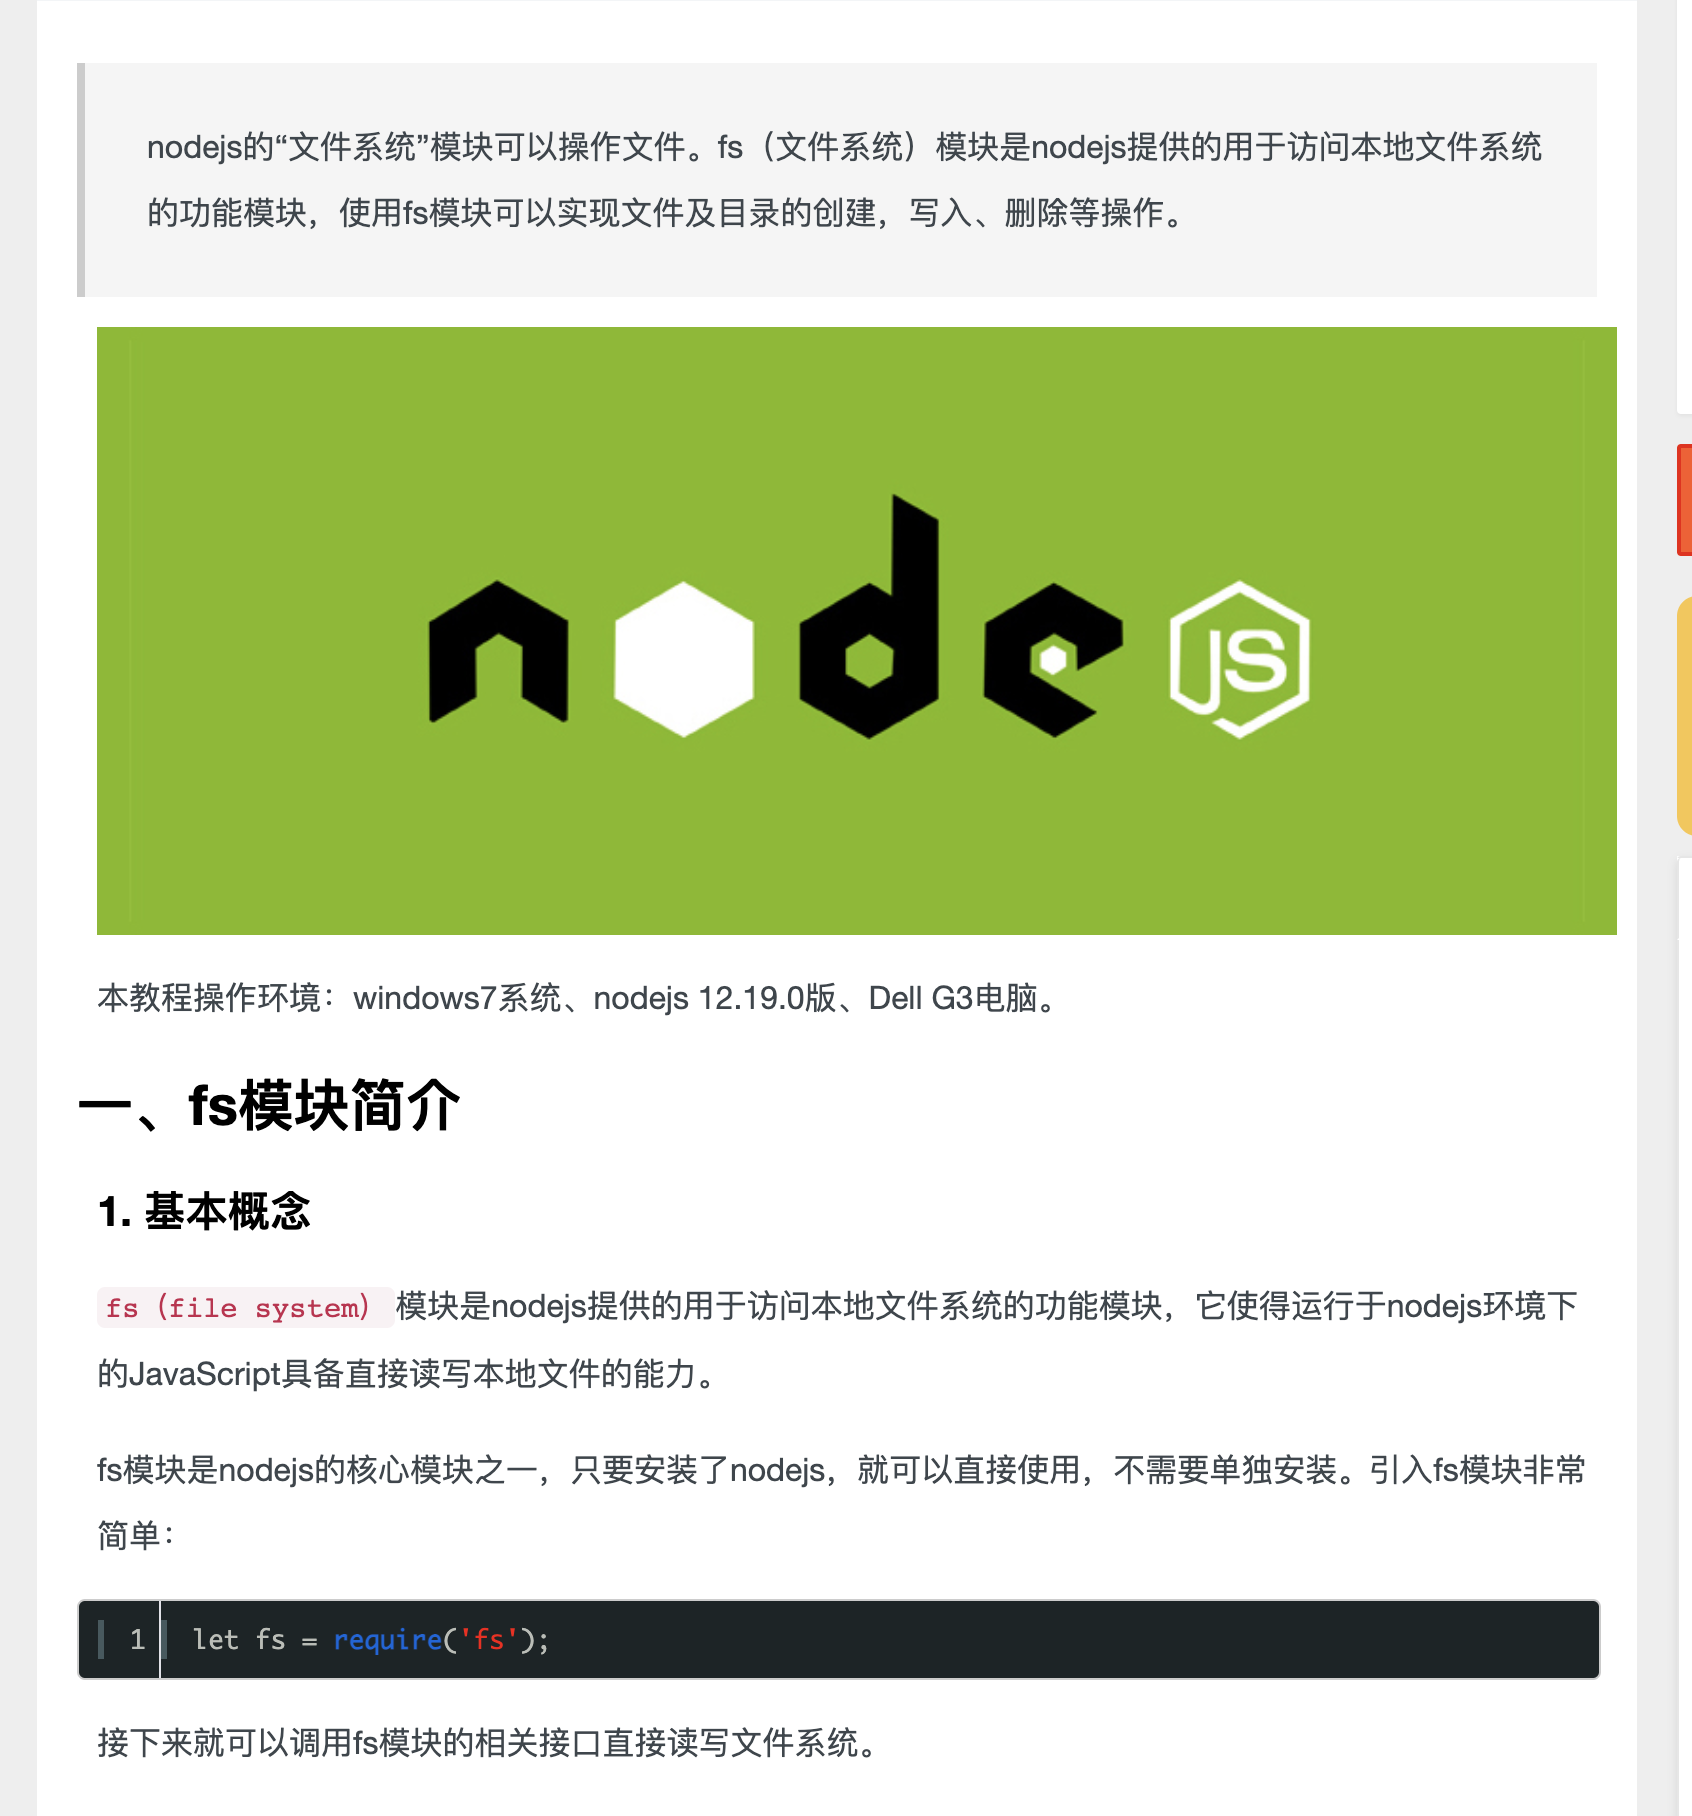 nodejs的“文件系统”模块可以操作文件。fs（文件系统）模块是nodejs提供的用于访问本地文件系统
的功能模块，使用fs模块可以实现文件及目录的创建，写入、删除等操作。
node JS
本教程操作环境：windows7系统、nodejs 12.19.0版、Dell G3电脑。
一、fs模块简介
1. 基本概念
fs（file system）模块是nodejs提供的用于访问本地文件系统的功能模块，它使得运行于nodejs环境下
的JavaScript具备直接读写本地文件的能力。
fs模块是nodejs的核心模块之一，只要安装了nodejs，就可以直接使用，不需要单独安装。引入fs模块非常
简单：
1 let fs = require('fs');
接下来就可以调用fs模块的相关接口直接读写文件系统。